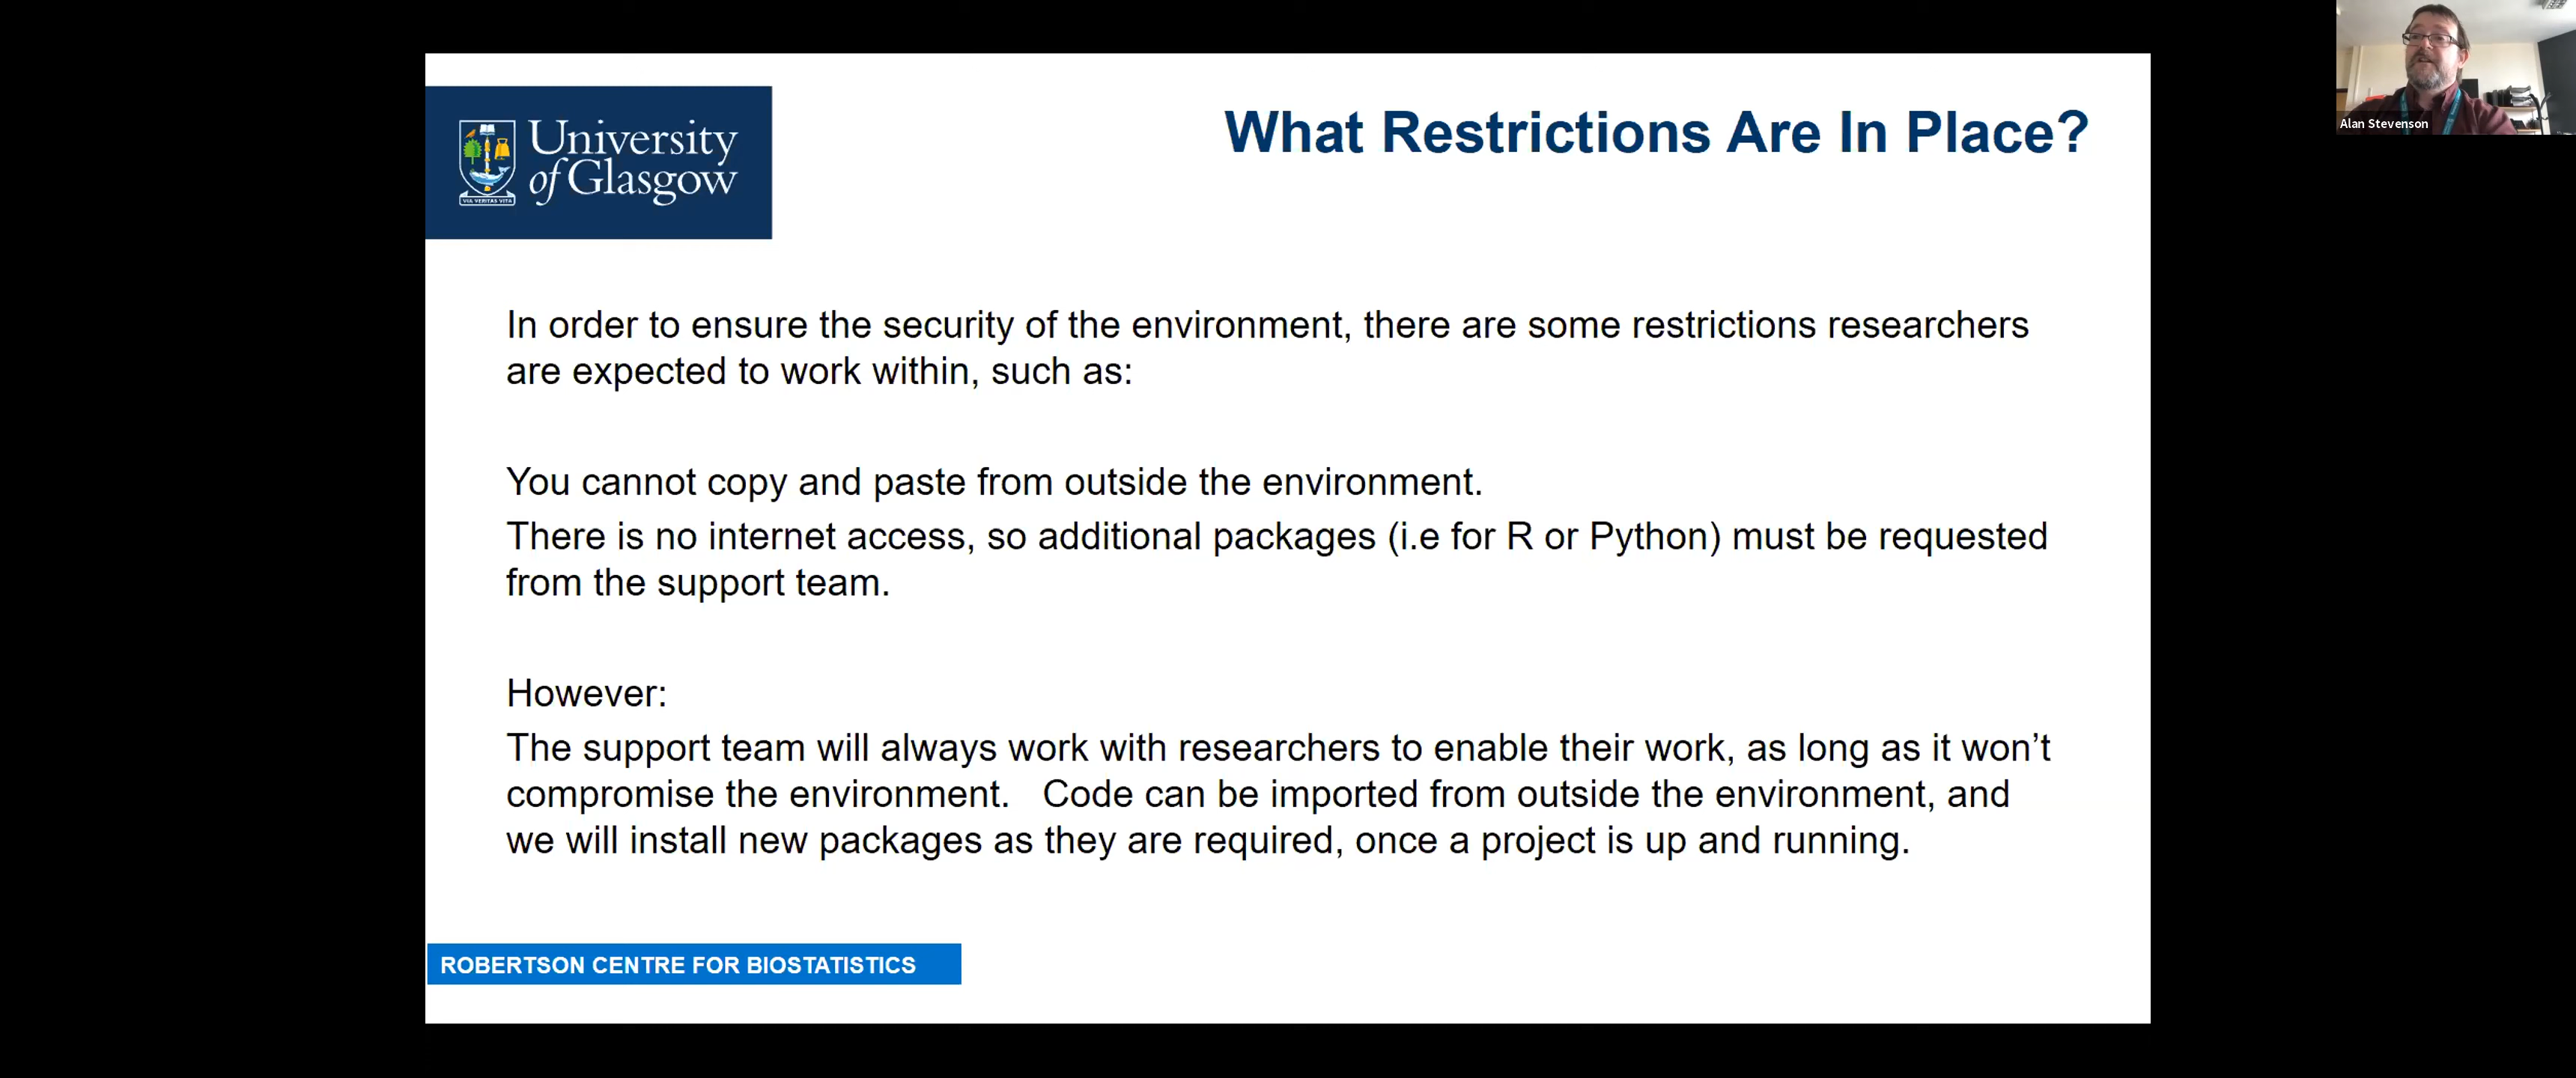 University
of Glasgow
VIA VERITAS VITA
What Restrictions Are In Place?
Alan Stevenson
In order to ensure the security of the environment, there are some restrictions researchers
are expected to work within, such as:
You cannot copy and paste from outside the environment.
There is no internet access, so additional packages (i.e for R or Python) must be requested
from the support team.
However:
The support team will always work with researchers to enable their work, as long as it won’t
compromise the environment.   Code can be imported from outside the environment, and
we will install new packages as they are required, once a project is up and running.
ROBERTSON CENTRE FOR BIOSTATISTICS